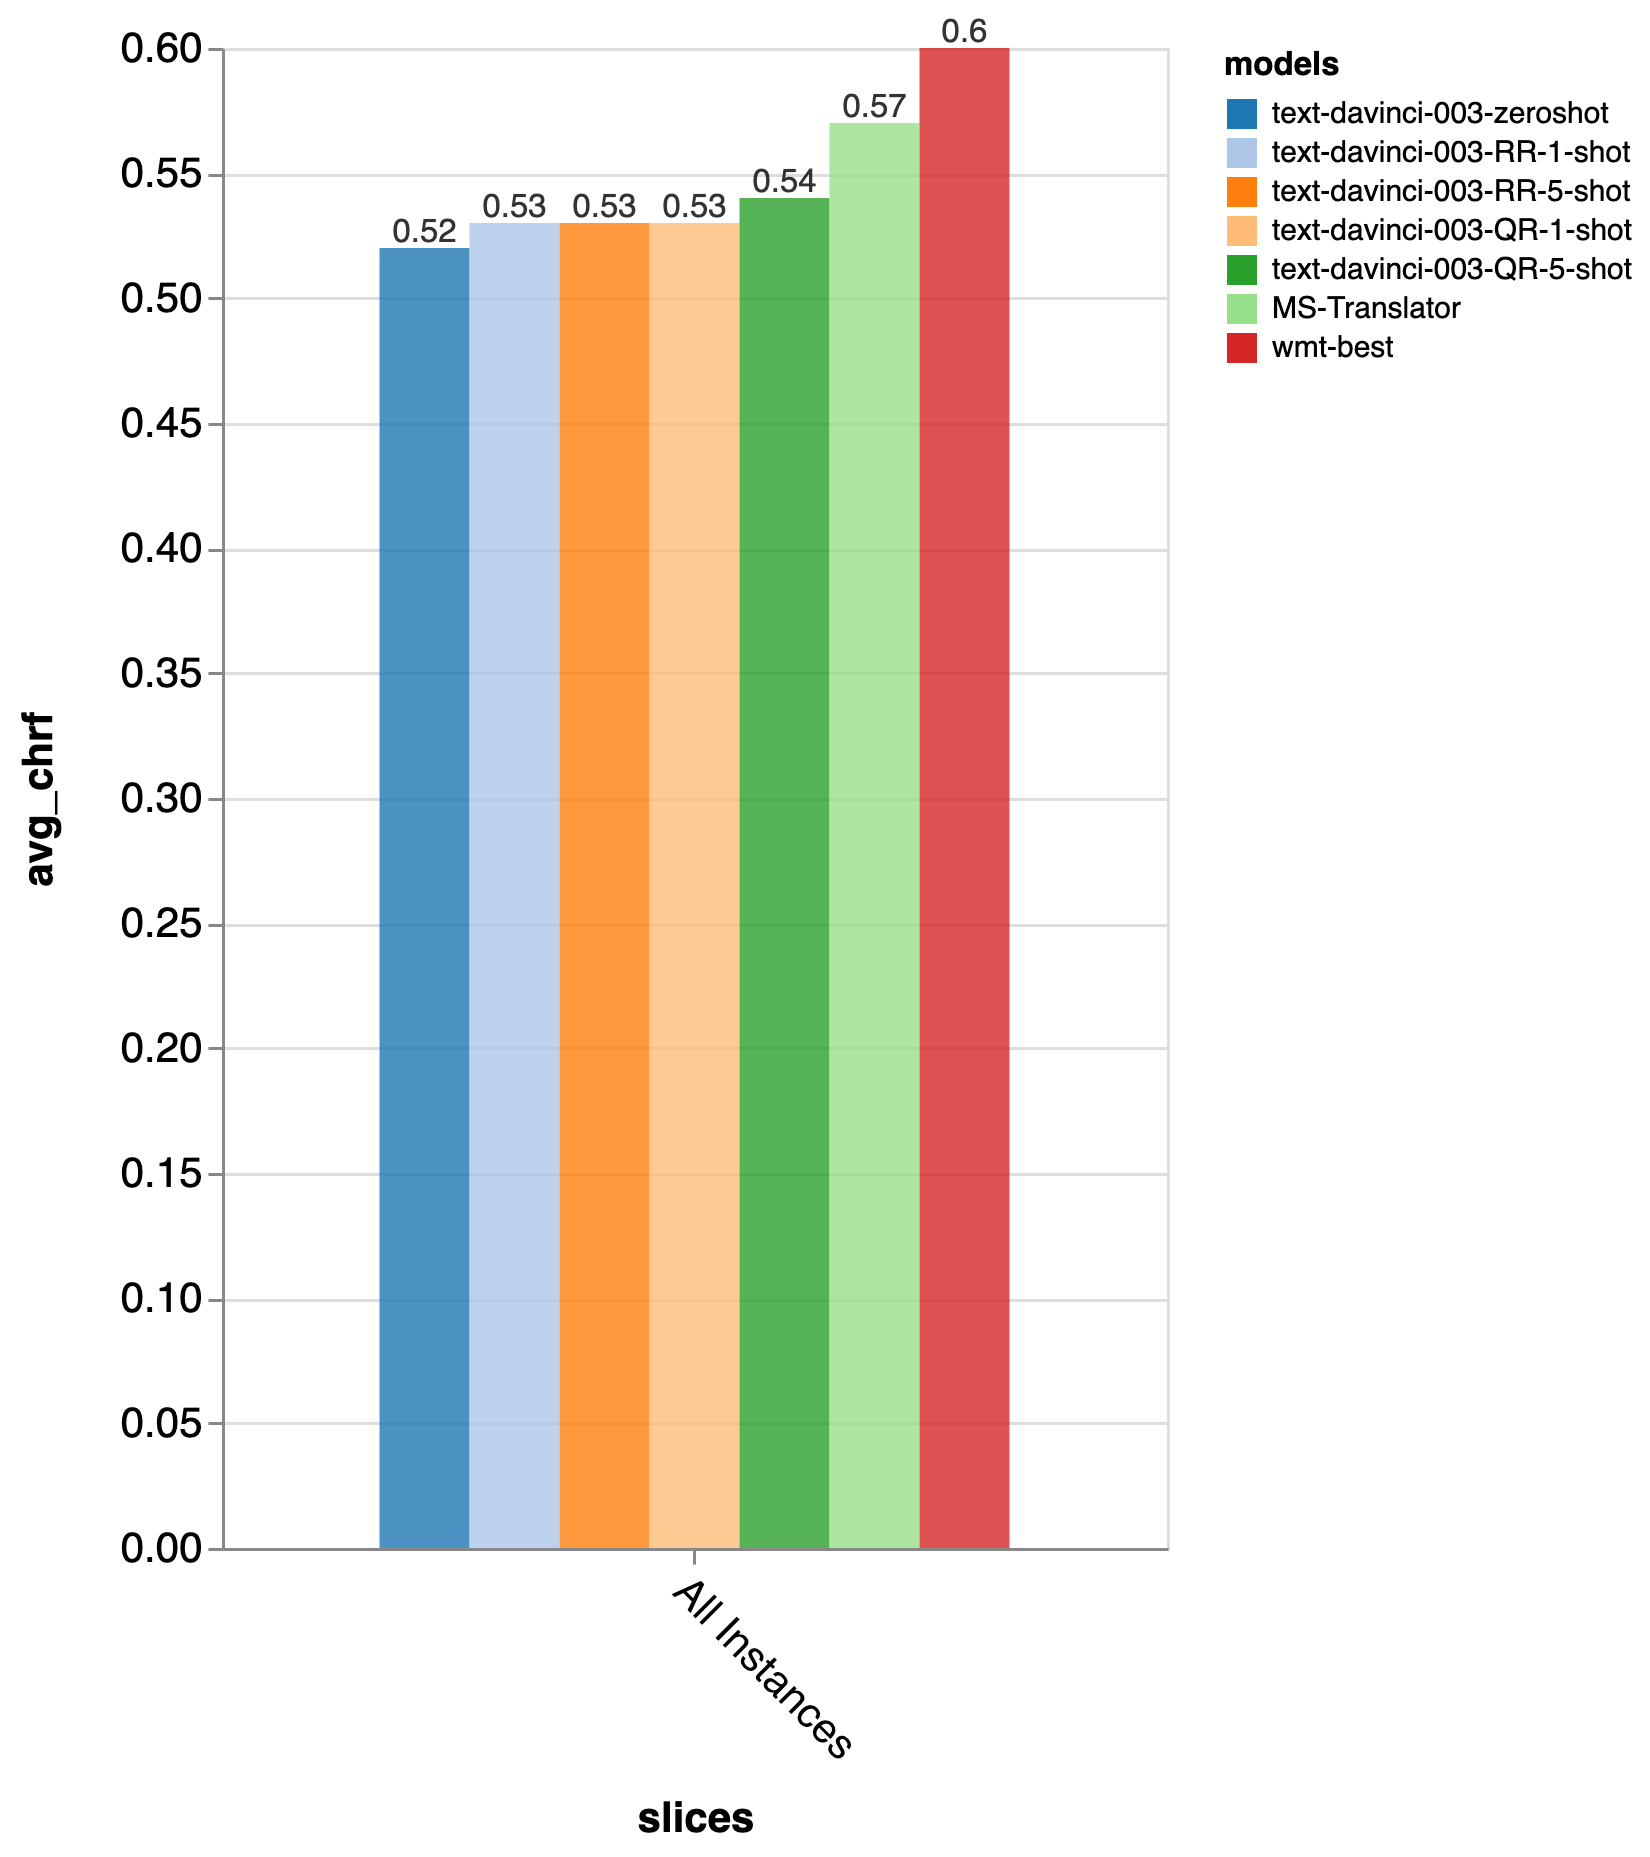 0.60
0.55
0.50
0.45
0.40
0.35
0.30
0.25
0.20
0.15
0.10
0.05
0.00
avg_chrf
0.52
0.53
0.53
0.53
0.54
0.57
0.6
All Instances
slices
models
text-davinci-003-zeroshot
text-davinci-003-RR-1-shot
text-davinci-003-RR-5-shot
text-davinci-003-QR-1-shot
text-davinci-003-QR-5-shot
MS-Translator
wmt-best